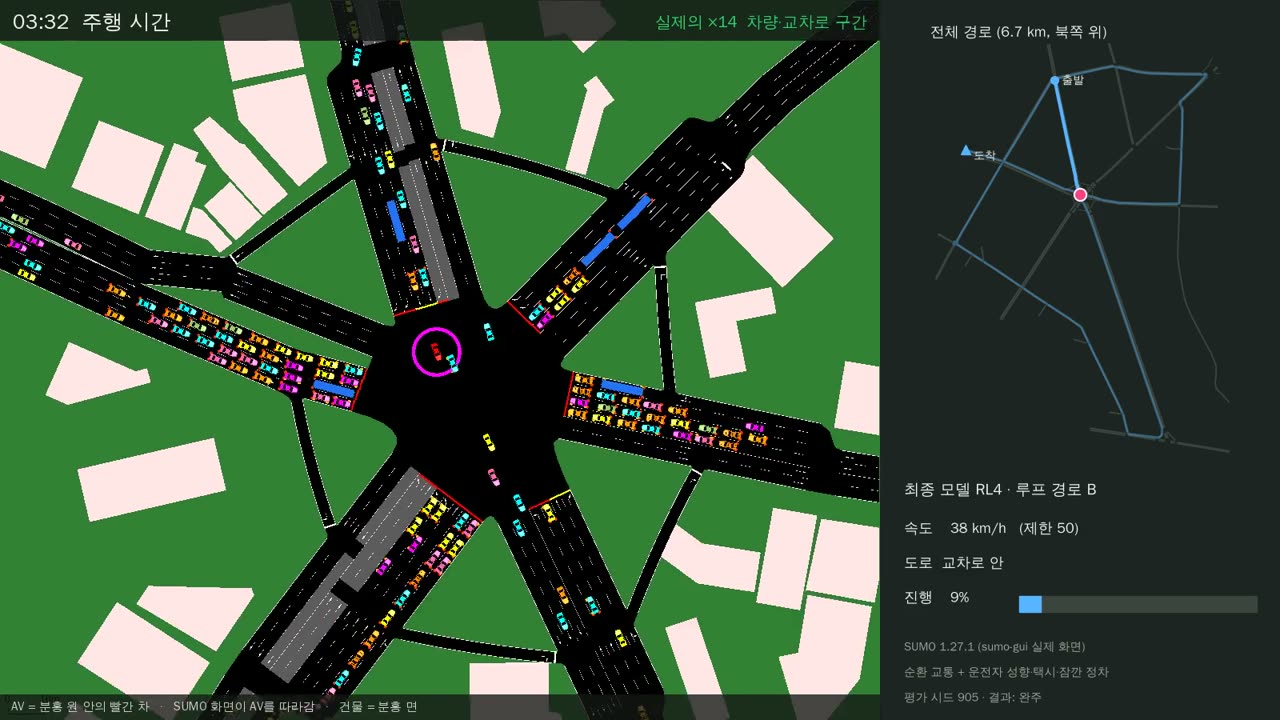 03:32 주행 시간
실제의 ×14 차량·교차로 구간
전체 경로 (6.7 km, 북쪽 위)
출발
도착
최종 모델 RL4 · 루프 경로 B
속도 38 km/h (제한 50)
도로 교차로 안
진행 9%
SUMO 1.27.1 (sumo-gui 실제 화면)
순환 교통 + 운전자 성향·택시·잠깐 정차
평가 시드 905 · 결과: 완주
AV = 분홍 원 안의 빨간 차 · SUMO 화면이 AV를 따라감 · 건물 = 분홍 면